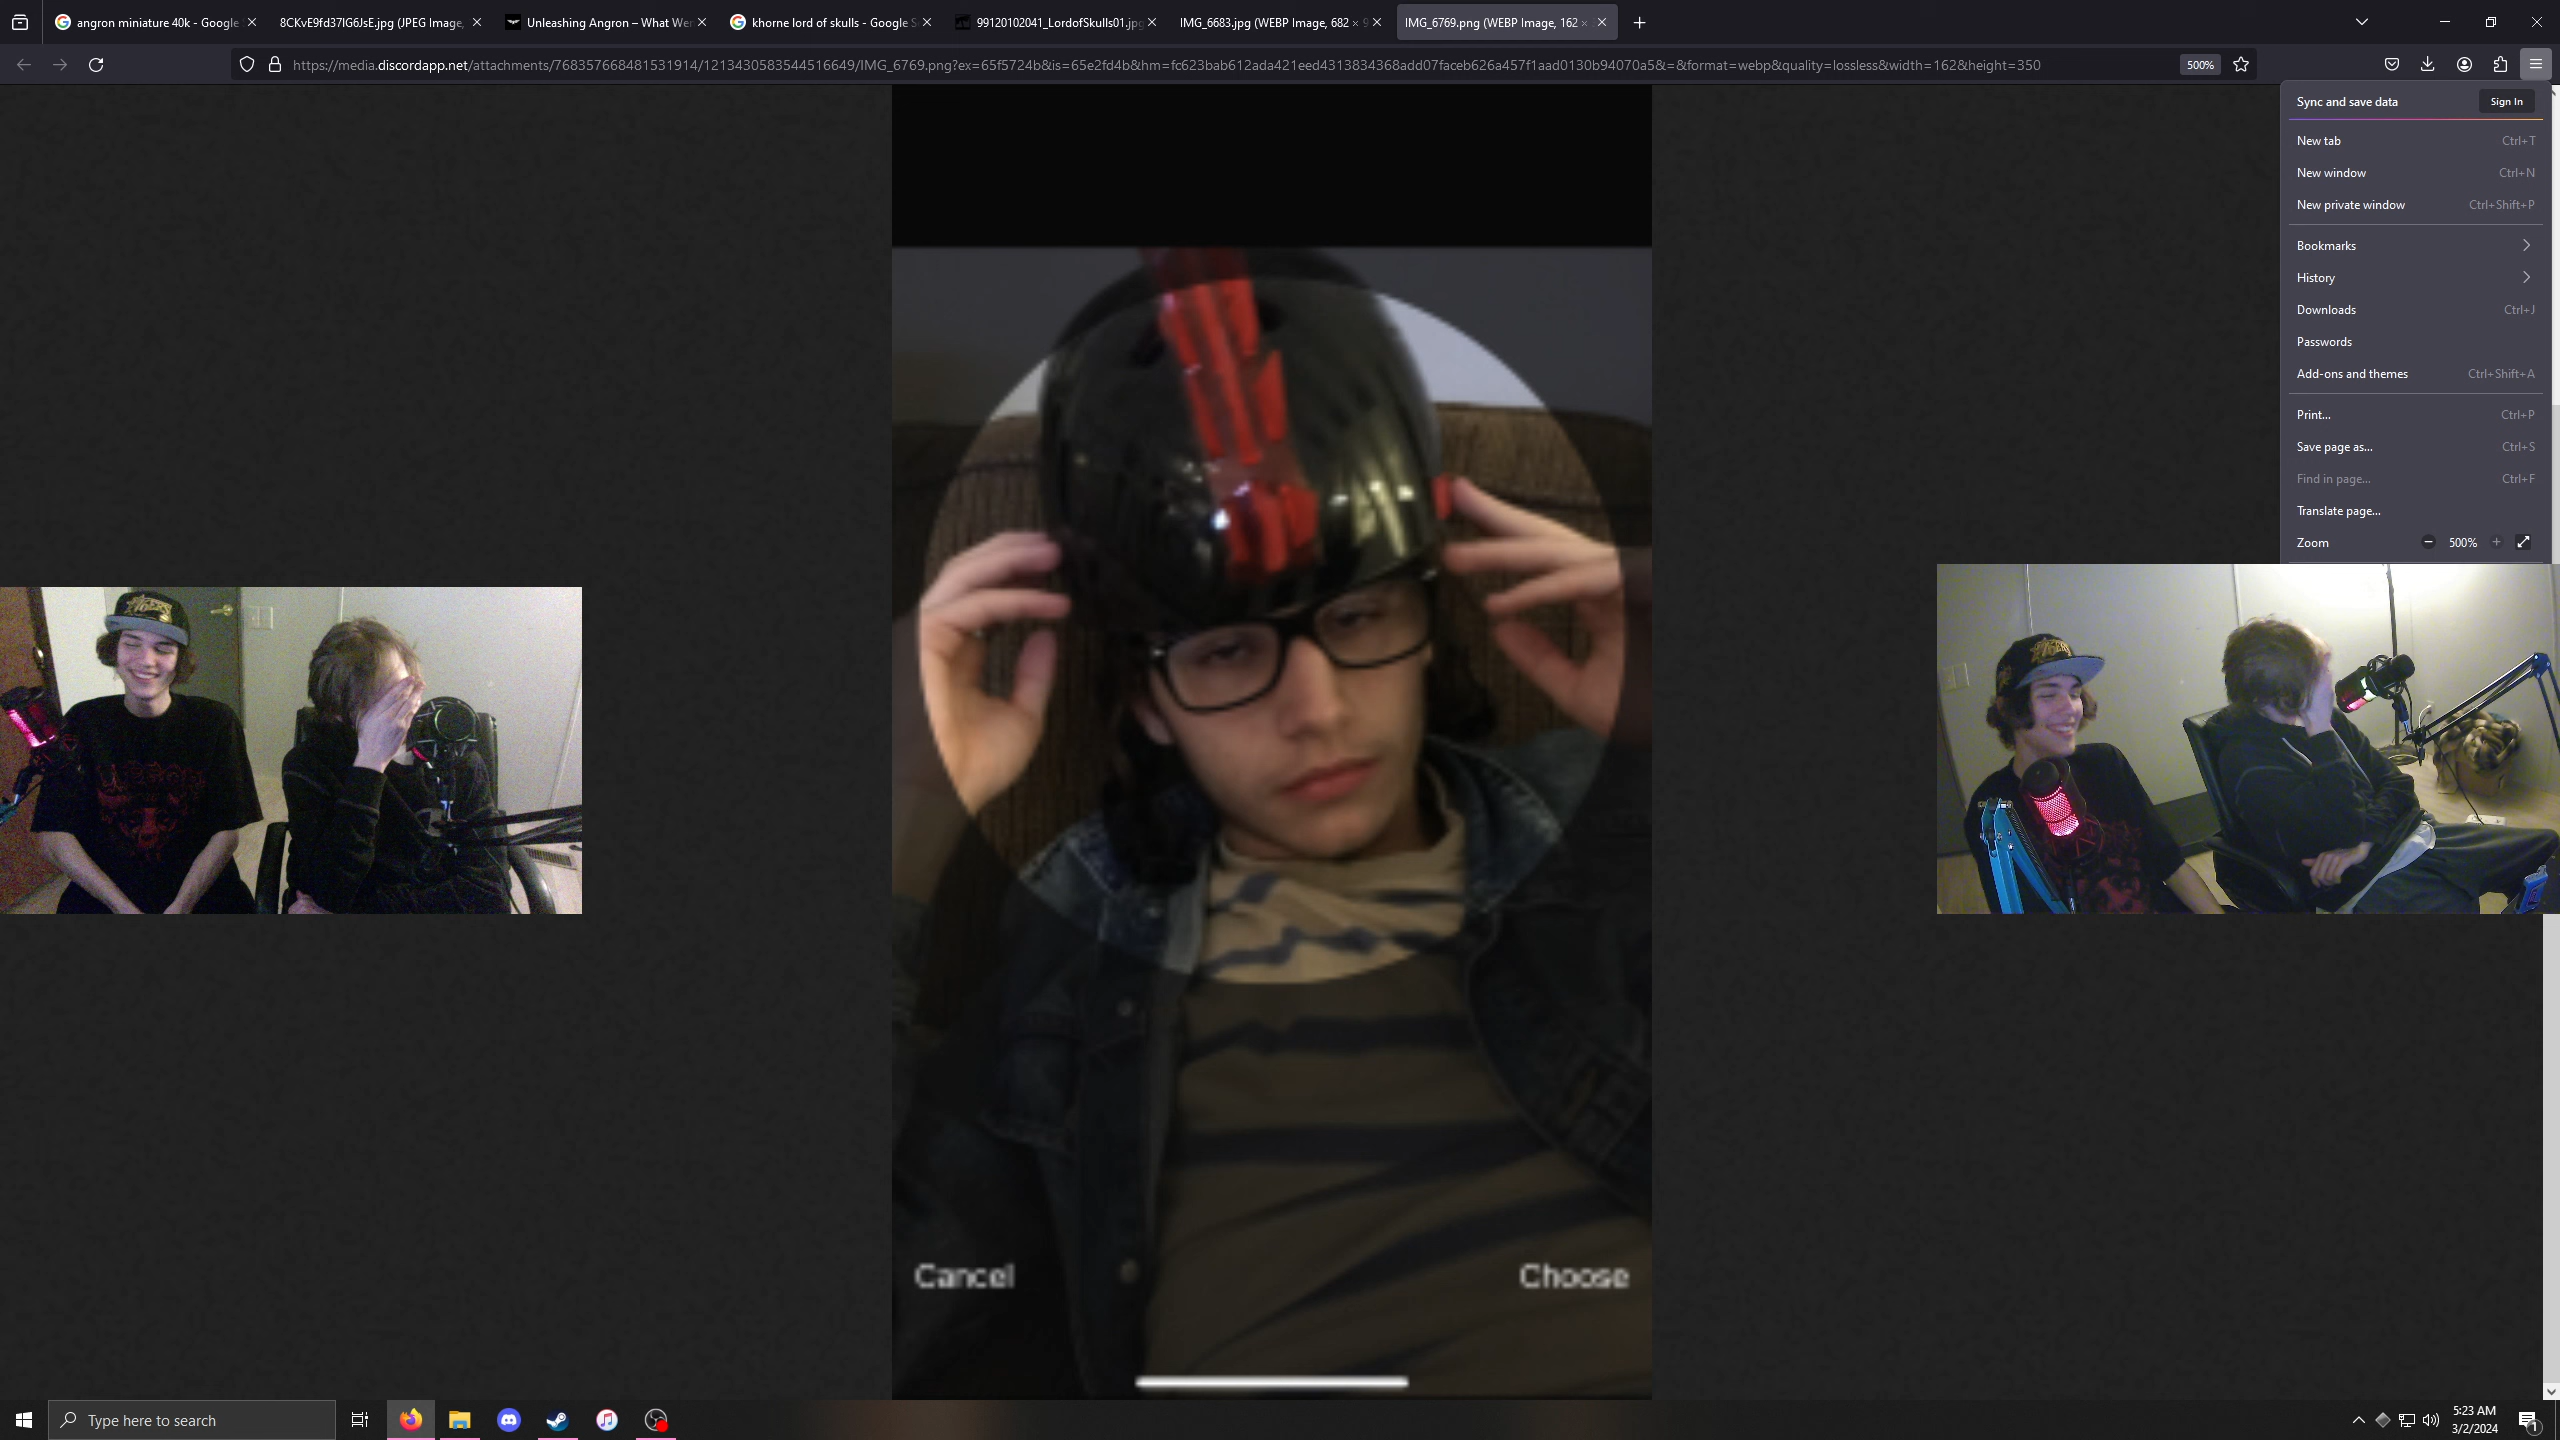 angron miniature 40k - Google
8CKvE9fd37IG6JsE.jpg (JPEG Image,
Unleashing Angron – What Wer
khorne lord of skulls - Google S
99120102041_LordofSkulls01.jpg
IMG_6683.jpg (WEBP Image, 682 × 9
IMG_6769.png (WEBP Image, 162 ×
https://media.discordapp.net/attachments/768357668481531914/1213430583544516649/IMG_6769.png?ex=65f5724b&is=65e2fd4b&hm=fc623bab612ada421eed4313834368add07faceb626a457f1aad0130b94070a5&=&format=webp&quality=lossless&width=162&height=350
500%
Sync and save data Sign In
New tab Ctrl+T
New window Ctrl+N
New private window Ctrl+Shift+P
Bookmarks
History
Downloads Ctrl+J
Passwords
Add-ons and themes Ctrl+Shift+A
Print... Ctrl+P
Save page as... Ctrl+S
Find in page... Ctrl+F
Translate page...
Zoom 500%
Cancel Choose
Type here to search
5:23 AM
3/2/2024
1